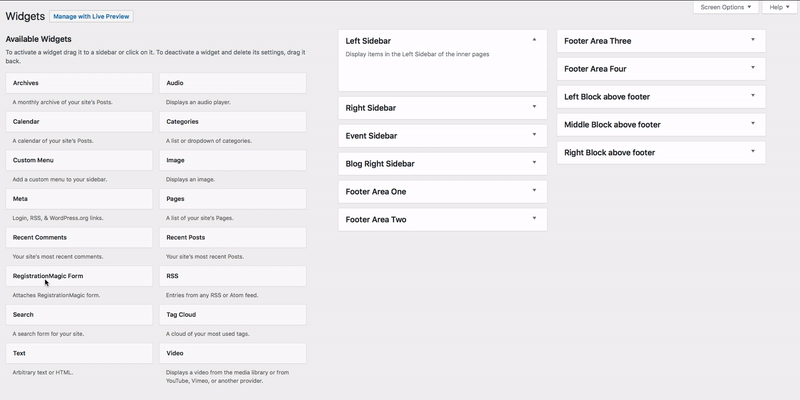 Screen Options ▼
Help ▼
Widgets
Manage with Live Preview
Available Widgets
To activate a widget drag it to a sidebar or click on it. To deactivate a widget and delete its settings, drag it
back.
Archives
A monthly archive of your site's Posts.
Audio
Displays an audio player.
Calendar
A calendar of your site's Posts.
Categories
A list or dropdown of categories.
Custom Menu
Add a custom menu to your sidebar.
Image
Displays an image.
Meta
Login, RSS, & WordPress.org links.
Pages
A list of your site's Pages.
Recent Comments
Your site's most recent comments.
Recent Posts
Your site's most recent Posts.
RegistrationMagic Form
Attaches RegistrationMagic form.
RSS
Entries from any RSS or Atom feed.
Search
A search form for your site.
Tag Cloud
A cloud of your most used tags.
Text
Arbitrary text or HTML.
Video
Displays a video from the media library or from
YouTube, Vimeo, or another provider.
Left Sidebar
Display items in the Left Sidebar of the inner pages
Right Sidebar
Event Sidebar
Blog Right Sidebar
Footer Area One
Footer Area Two
Footer Area Three
Footer Area Four
Left Block above footer
Middle Block above footer
Right Block above footer